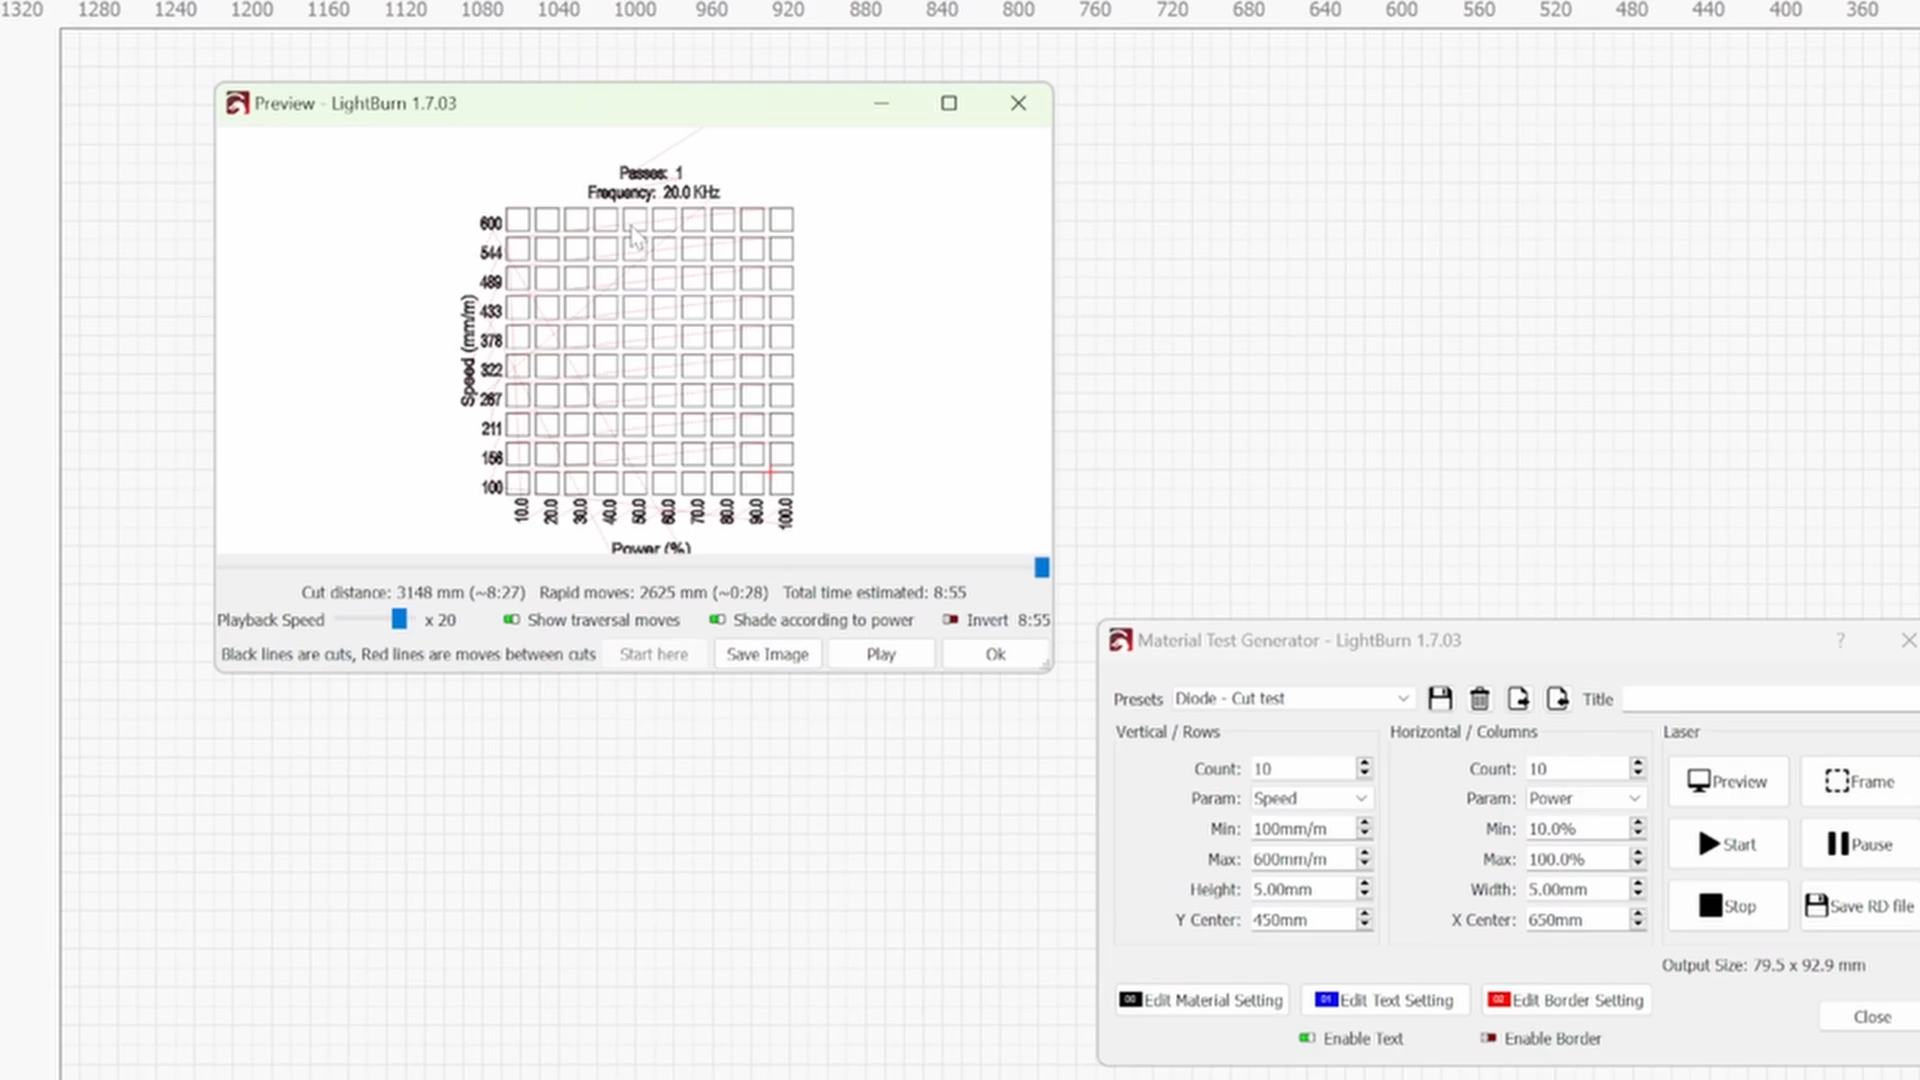 1320 1280 1240 1200 1160 1120 1080 1040 1000 960 920 880 840 800 760 720 680 640 600 560 520 480 440 400 360
Preview - LightBurn 1.7.03
Passes: 1
Frequency: 20.0 KHz
600
544
489
433
378
322
267
211
156
100
Speed (mm/m)
10.0 20.0 30.0 40.0 50.0 60.0 70.0 80.0 90.0 100.0
Power (%)
Cut distance: 3148 mm (~8:27) Rapid moves: 2625 mm (~0:28) Total time estimated: 8:55
Playback Speed x 20 Show traversal moves Shade according to power Invert 8:55
Black lines are cuts, Red lines are moves between cuts Start here Save Image Play Ok
Material Test Generator - LightBurn 1.7.03 ?
Presets Diode - Cut test Title
Vertical / Rows Horizontal / Columns Laser
Count: 10 Count: 10 Preview Frame
Param: Speed Param: Power
Min: 100mm/m Min: 10.0% Start Pause
Max: 600mm/m Max: 100.0%
Height: 5.00mm Width: 5.00mm Stop Save RD file
Y Center: 450mm X Center: 650mm
Output Size: 79.5 x 92.9 mm
00 Edit Material Setting 01 Edit Text Setting 02 Edit Border Setting
Close
Enable Text Enable Border